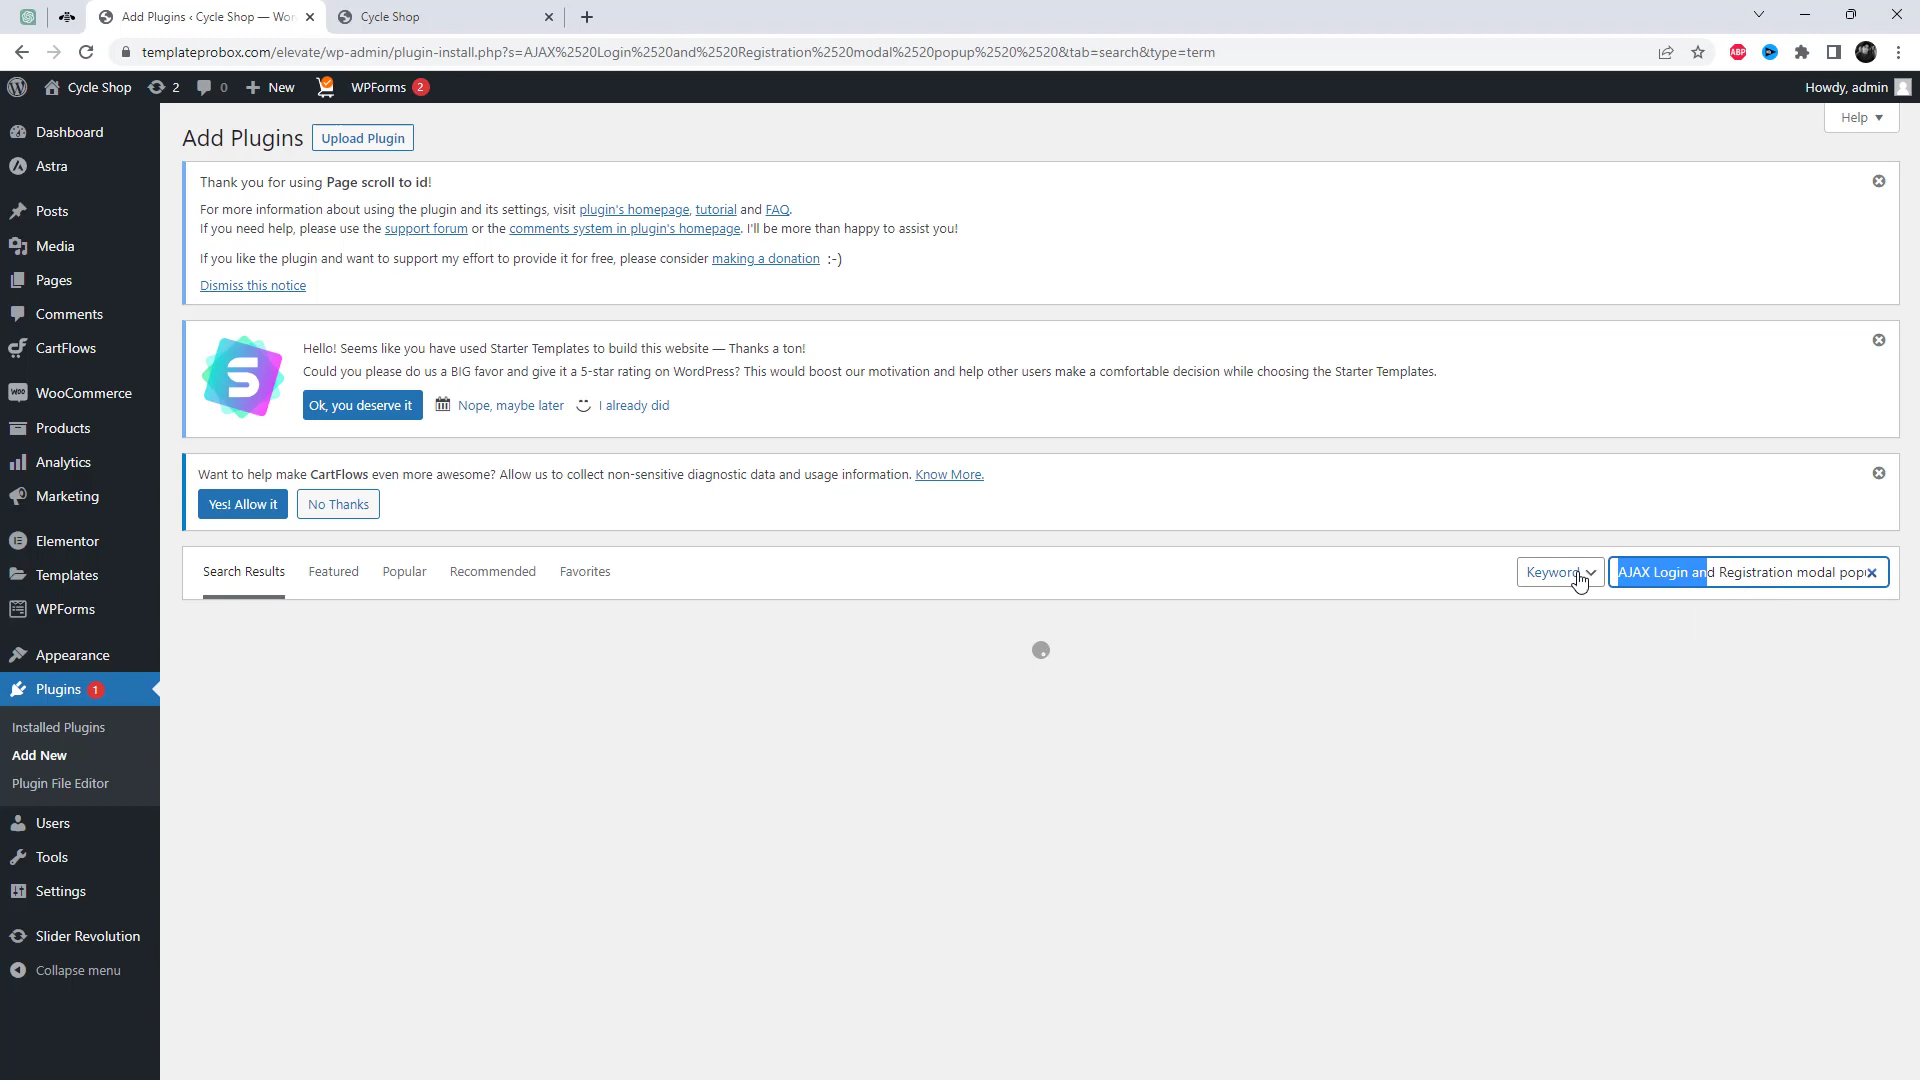 Add Plugins ‹ Cycle Shop — Wor
Cycle Shop
templateprobox.com/elevate/wp-admin/plugin-install.php?s=AJAX%2520Login%2520and%2520Registration%2520modal%2520popup%2520%2520&tab=search&type=term
ABP
Cycle Shop
2
0
New
WPForms 2
Howdy, admin
Help
Dashboard
Astra
Posts
Media
Pages
Comments
CartFlows
WooCommerce
Products
Analytics
Marketing
Elementor
Templates
WPForms
Appearance
Plugins 1
Installed Plugins
Add New
Plugin File Editor
Users
Tools
Settings
Slider Revolution
Collapse menu
Add Plugins
Upload Plugin
Thank you for using Page scroll to id!
For more information about using the plugin and its settings, visit plugin's homepage, tutorial and FAQ.
If you need help, please use the support forum or the comments system in plugin's homepage. I'll be more than happy to assist you!
If you like the plugin and want to support my effort to provide it for free, please consider making a donation :-)
Dismiss this notice
Hello! Seems like you have used Starter Templates to build this website — Thanks a ton!
Could you please do us a BIG favor and give it a 5-star rating on WordPress? This would boost our motivation and help other users make a comfortable decision while choosing the Starter Templates.
Ok, you deserve it
Nope, maybe later
I already did
Want to help make CartFlows even more awesome? Allow us to collect non-sensitive diagnostic data and usage information. Know More.
Yes! Allow it
No Thanks
Search Results
Featured
Popular
Recommended
Favorites
Keyword
AJAX Login and Registration modal popu